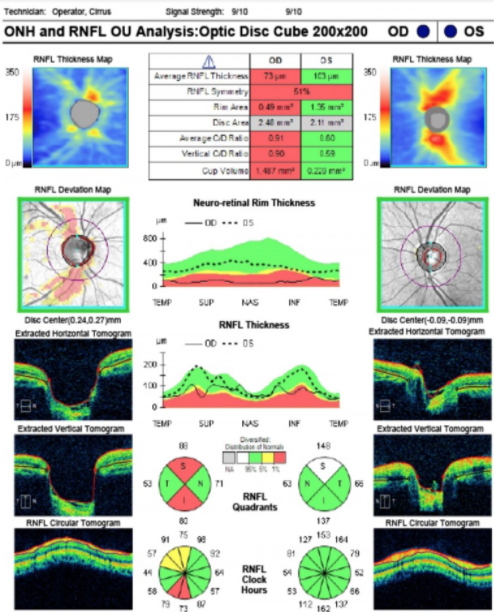 Technician: Operator, Cirrus Signal Strength: 9/10 9/10
ONH and RNFL OU Analysis:Optic Disc Cube 200x200 OD OS
RNFL Thickness Map
350
175
0 µm
OD OS
Average RNFL Thickness 73 µm 103 µm
RNFL Symmetry 51%
Rim Area 0.49 mm² 1.35 mm²
Disc Area 2.48 mm² 2.11 mm²
Average C/D Ratio 0.91 0.60
Vertical C/D Ratio 0.90 0.59
Cup Volume 1.487 mm³ 0.220 mm³
RNFL Thickness Map
350
175
0 µm
RNFL Deviation Map
Neuro-retinal Rim Thickness
µm OD OS
800
400
0
TEMP SUP NAS INF TEMP
RNFL Deviation Map
Disc Center(0.24,0.27)mm
Disc Center(-0.09,-0.09)mm
Extracted Horizontal Tomogram
RNFL Thickness
µm OD OS
200
100
0
TEMP SUP NAS INF TEMP
Extracted Horizontal Tomogram
Extracted Vertical Tomogram
Diversified:
Distribution of Normals
NA 95% 5% 1%
RNFL
Quadrants
88
S
53 T N 71
I
80
148
S
63 N T 66
I
137
Extracted Vertical Tomogram
RNFL Circular Tomogram
RNFL
Clock
Hours
75
91 98
57 92
44 64
58 57
79 87
73
153
127 164
81 79
54 52
53 66
112 137
162
RNFL Circular Tomogram